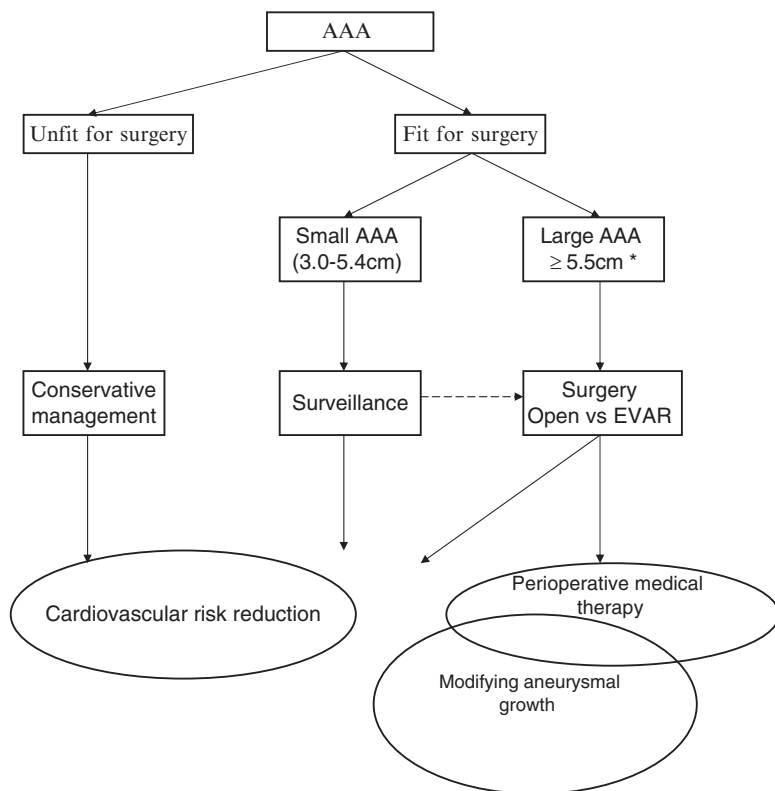 AAA
Unfit for surgery
Fit for surgery
Small AAA
(3.0-5.4cm)
Large AAA
≥ 5.5cm *
Conservative
management
Surveillance
Surgery
Open vs EVAR
Cardiovascular risk reduction
Perioperative medical
therapy
Modifying aneurysmal
growth